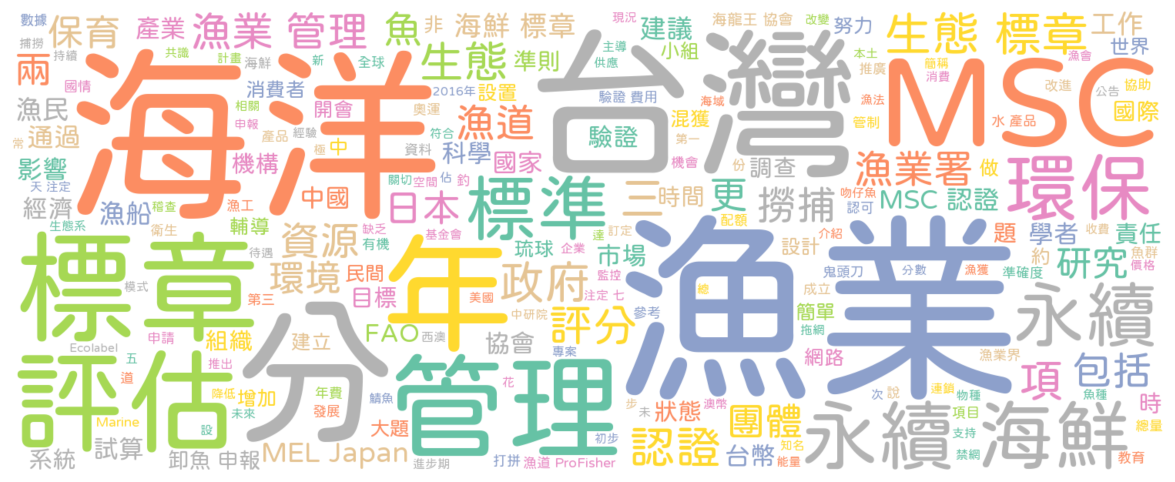 數據 保育 產業 漁業 管理 魚 非 海鮮 標章 海龍王 協會 改變 努力 生態 標章 工作
捕撈 持續 共識 計畫 海鮮 新 全球 生態 準則 建議 小組 主導 供應 現況 本土 簡稱 消費 漁會 世界
兩 國情 消費者 2016年 設置 驗證 費用 推廣 改進 公告 協助 國際
海洋 台灣 MSC
漁民 相關 申報 開會 奧運 漁道 混獲 海域 漁法 管制 水 產品
常 通過 產品 經驗 極 中 資料 符合 科學 國家 驗證 第一 機會 份 調查 漁業署 做 環保
影響 機構 中國 關切 空間 佔 釣 三 時間 更 撈捕 吻仔魚 認可 MSC 認證
天 注定 漁工 稽查 日本 標準 配額
經濟 漁船 生態系 衛生 輔導 資源 缺乏 有機 基金會 琉球 連 訂定 企業 市場 設計 介紹 題 學者 收費 責任
標章 待遇 環境 民間 年 政府 監控 鬼頭刀 分數 漁獲 準確度 約 魚群 價格 研究
模式 第三 目標 美國 注定 七 總 成立 漁業
評估 Ecolabel 申請 組織 建立 分 FAO 西澳 協會 中研院 評分 參考 簡單 拖網 永續
五 道 推出 專案 網路 漁業界 項 包括
Manne 降低 增加 未來 年費 發展 鯖魚 花 管理 步 未 澳幣 狀態 次 說 連鎖 物種 魚種 時
設 大題 團體 項目 總量
系統 試算 卸魚 申報 MEL Japan 進步期 打拼 初步 漁道 ProFisher 認證 台幣 知名 能量 永續 海鮮 支持 禁網 教育